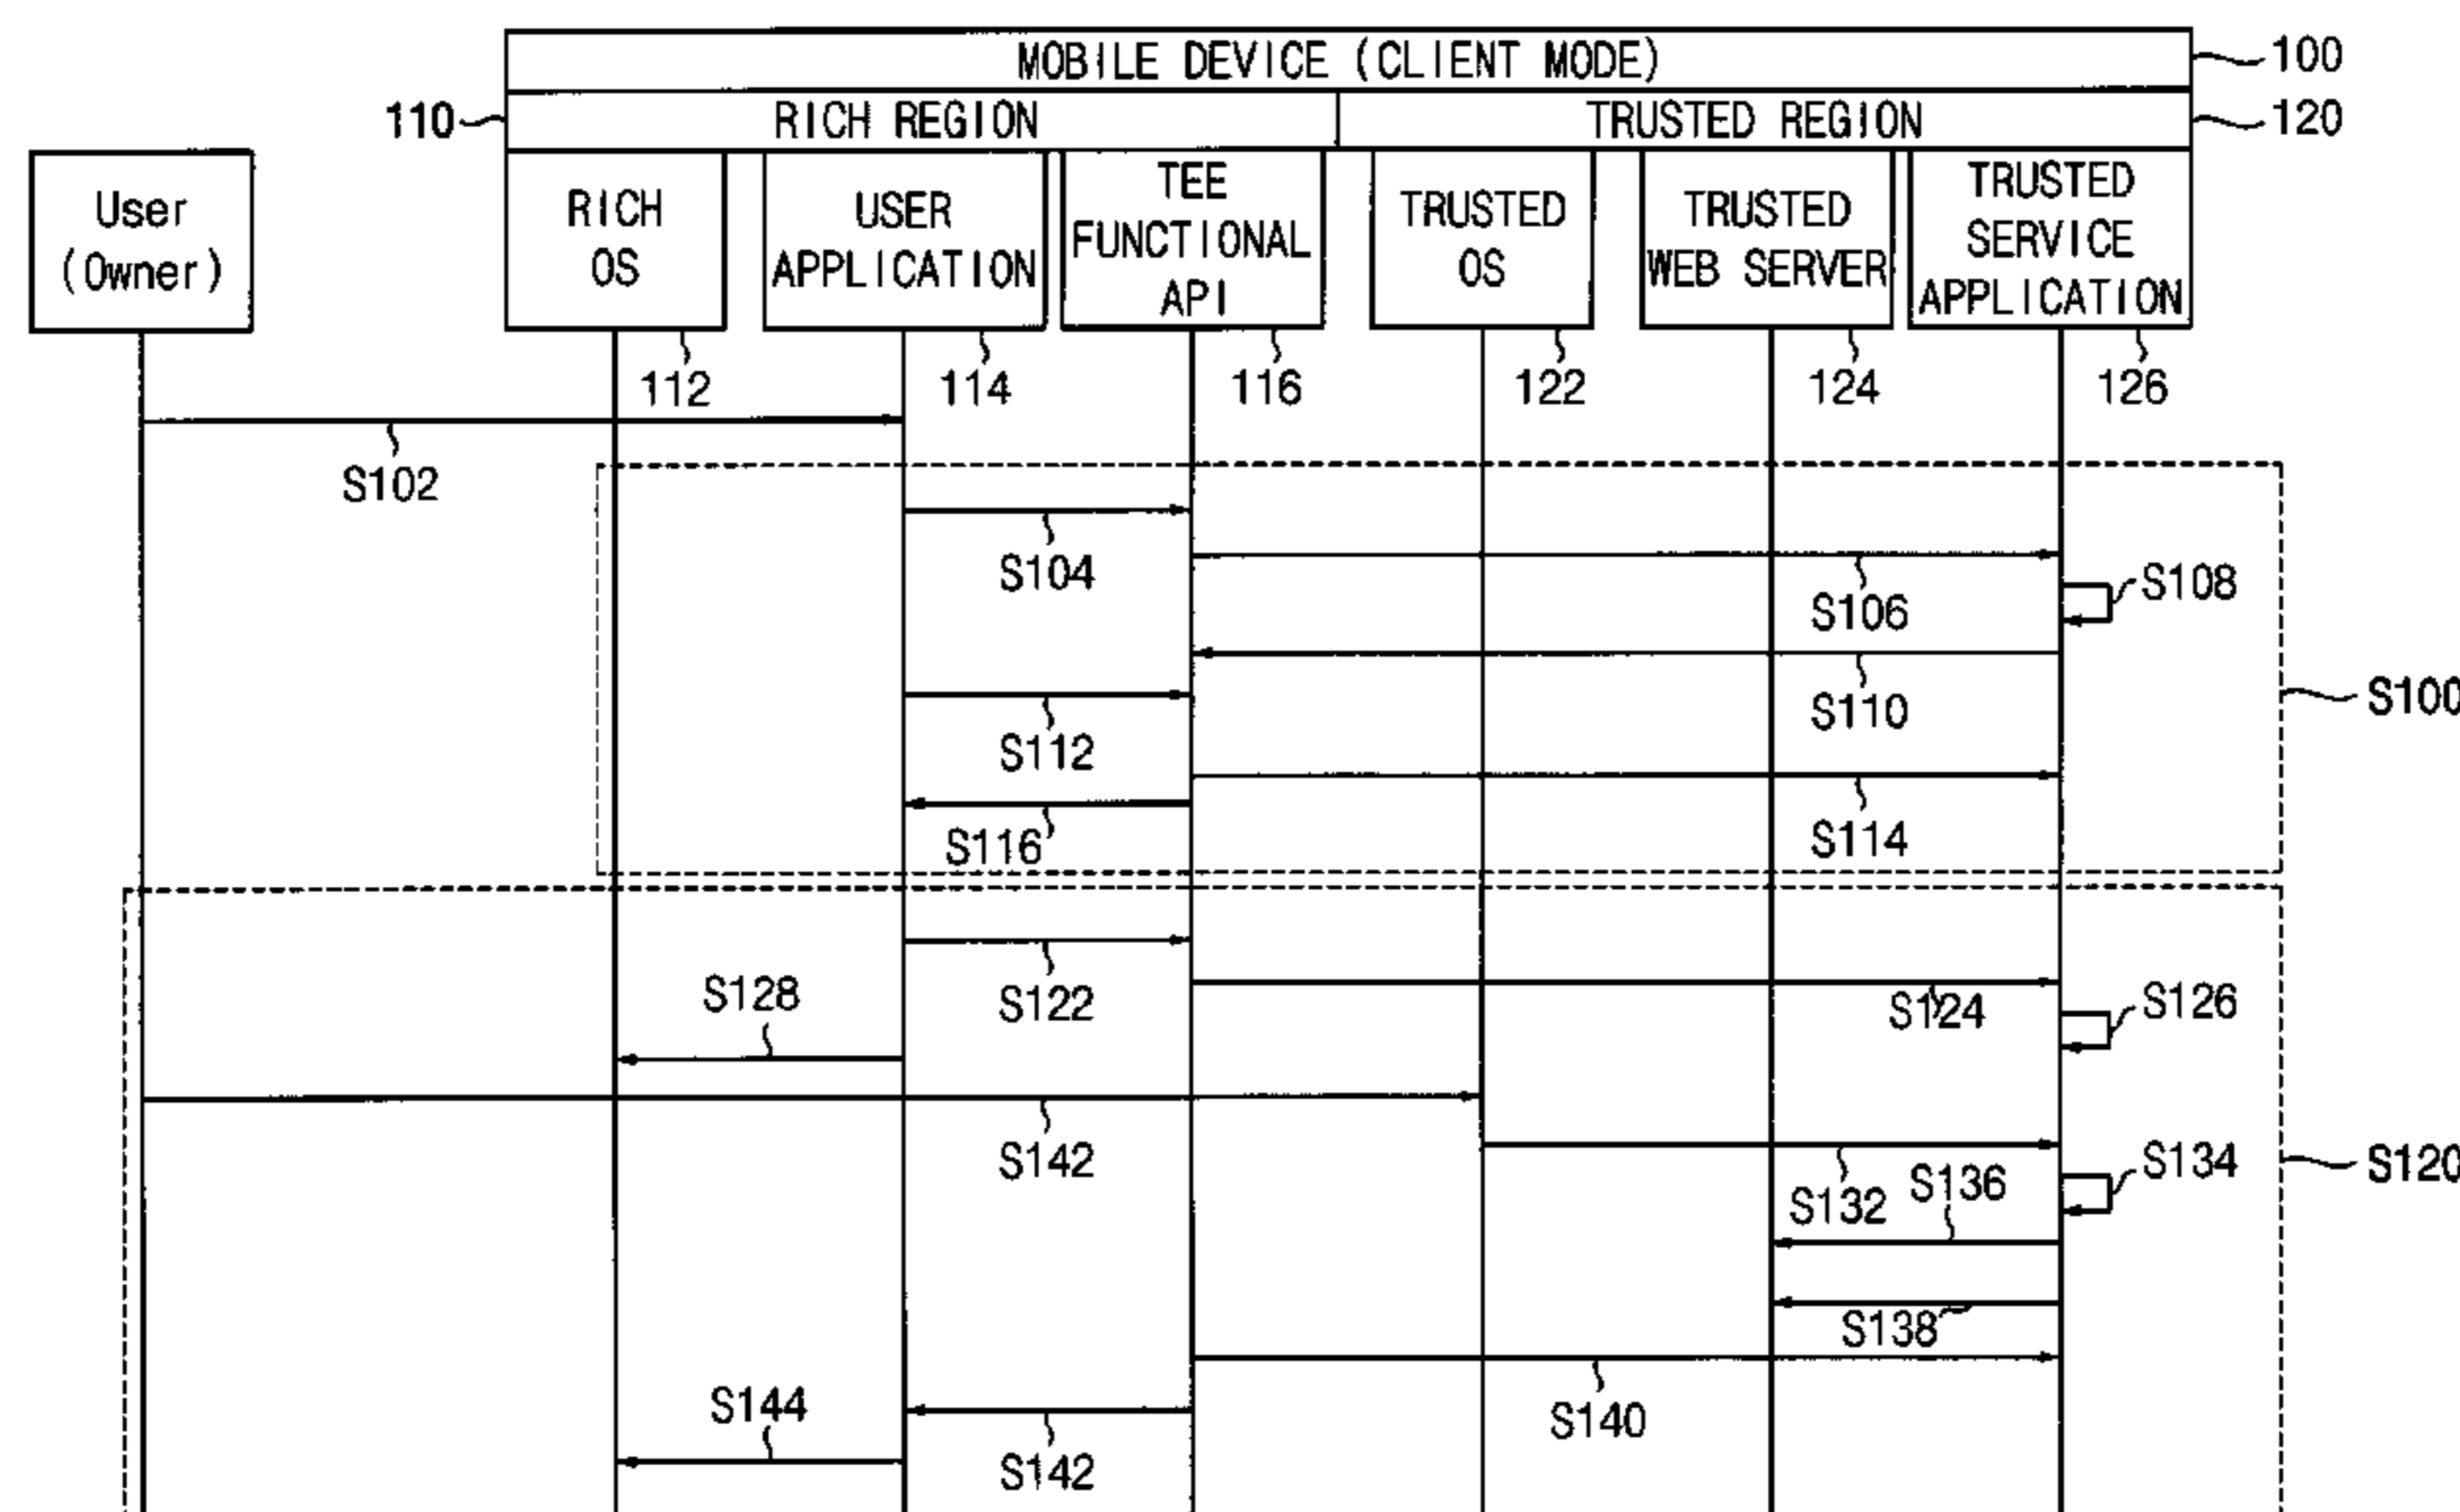 MOBILE DEVICE (CLIENT MODE)
100
110
RICH REGION
TRUSTED REGION
120
User
(Owner)
RICH
OS
USER
APPLICATION
TEE
FUNCTIONAL
API
TRUSTED
OS
TRUSTED
WEB SERVER
TRUSTED
SERVICE
APPLICATION
112
114
116
122
124
126
S102
S104
S106
S108
S110
S100
S112
S114
S116
S128
S122
S124
S126
S142
S132
S136
S134
S120
S138
S144
S142
S140